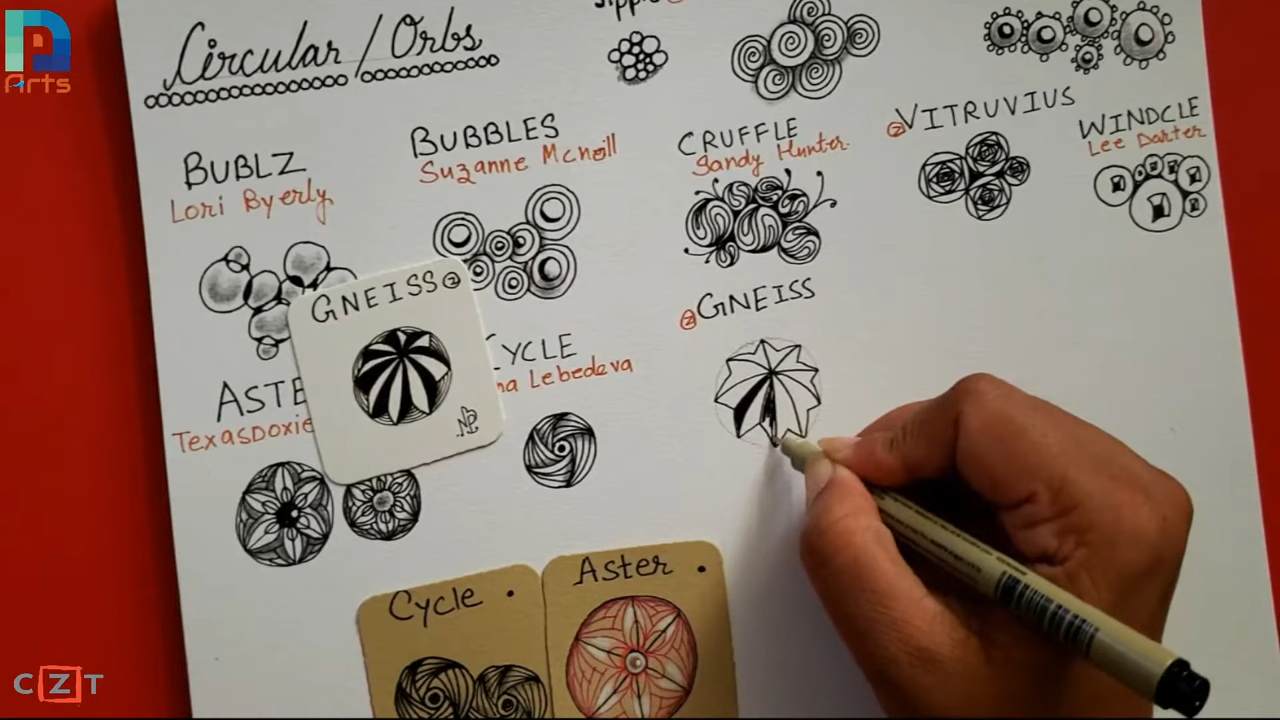 Arts
Circular/Orbs
BUBLZ
Lori Byerly
BUBBLES
Suzanne Mcneill
CRUFFLE
Sandy Hunter
VITRUVIUS
WINDCLE
Lee Darter
GNEISS
GNEISS
CYCLE
Lebedeva
ASTE
TexasDoxie
Cycle
Aster
CZT